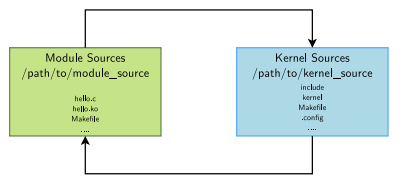 Module Sources
/path/to/module_source
hello.c
hello.ko
Makefile
....
Kernel Sources
/path/to/kernel_source
include
kernel
Makefile
.config
....